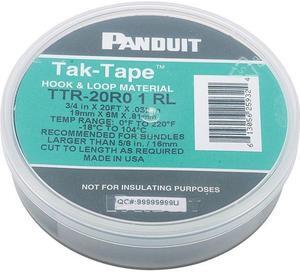 PANDUIT
Tak-Tape™
HOOK & LOOP MATERIAL
TTR-20R0 1 RL
3/4 in X 20FT X .03
19mm X 6M X .81mm
TEMP RANGE: 0°F TO 220°F
-18°C TO 104°C
RECOMMENDED FOR BUNDLES
LARGER THAN 5/8 in. / 16mm
CUT TO LENGTH AS REQUIRED
MADE IN USA
NOT FOR INSULATING PURPOSES
QC#:99999999U